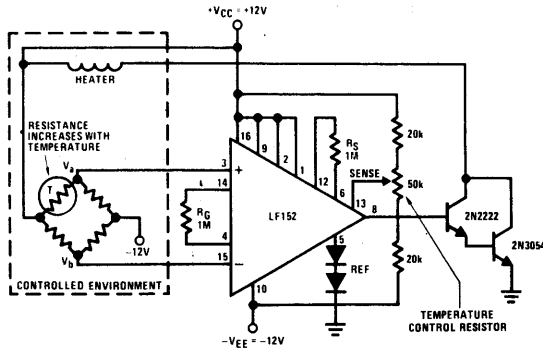 +VCC = +12V
HEATER
RESISTANCE
INCREASES WITH
TEMPERATURE
Va
T
Vb
-12V
CONTROLLED ENVIRONMENT
3
14
RG
1M
4
15
+
−
LF152
16
9
2
1
12
RS
1M
6
SENSE
13
8
5
REF
10
-VEE = -12V
20k
50k
20k
2N2222
2N3054
TEMPERATURE
CONTROL RESISTOR